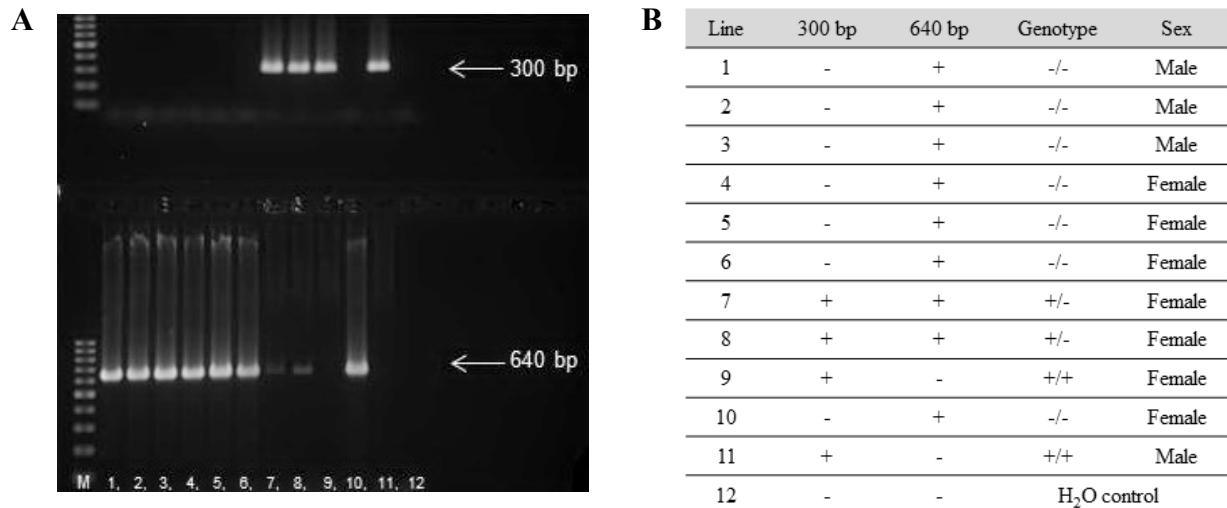 A
300 bp
640 bp
M 1, 2, 3, 4, 5, 6, 7, 8, 9, 10, 11, 12
B
Line 300 bp 640 bp Genotype Sex
1 - + -/- Male
2 - + -/- Male
3 - + -/- Male
4 - + -/- Female
5 - + -/- Female
6 - + -/- Female
7 + + +/- Female
8 + + +/- Female
9 + - +/+ Female
10 - + -/- Female
11 + - +/+ Male
12 - - H₂O control